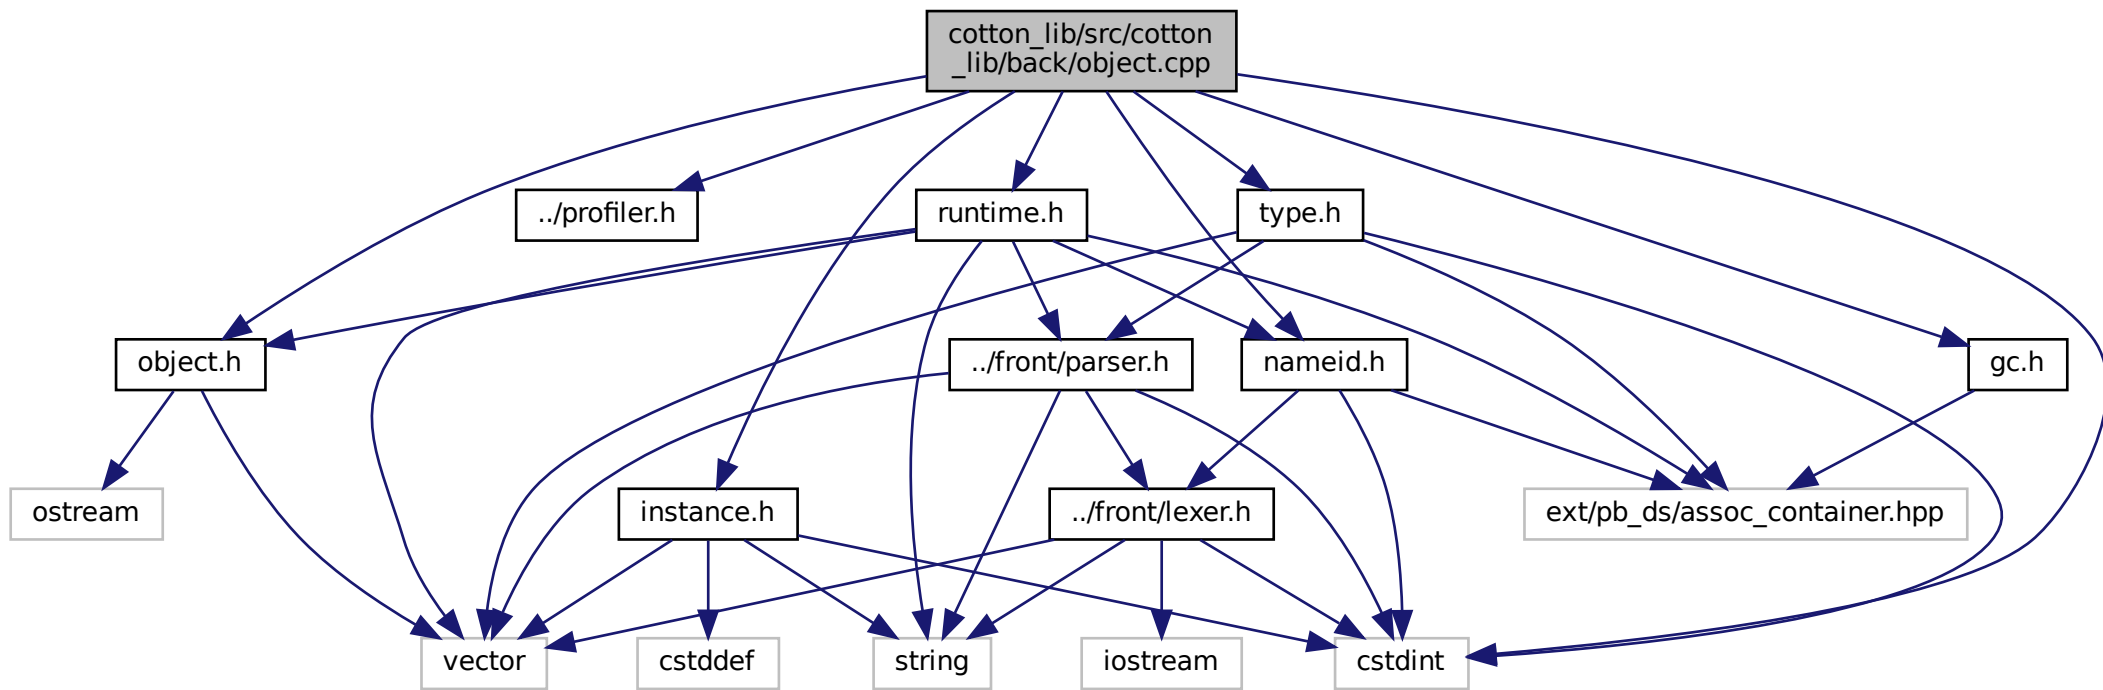 cotton_lib/src/cotton
_lib/back/object.cpp
../profiler.h
runtime.h
type.h
object.h
../front/parser.h
nameid.h
gc.h
ostream
instance.h
../front/lexer.h
ext/pb_ds/assoc_container.hpp
vector
cstddef
string
iostream
cstdint